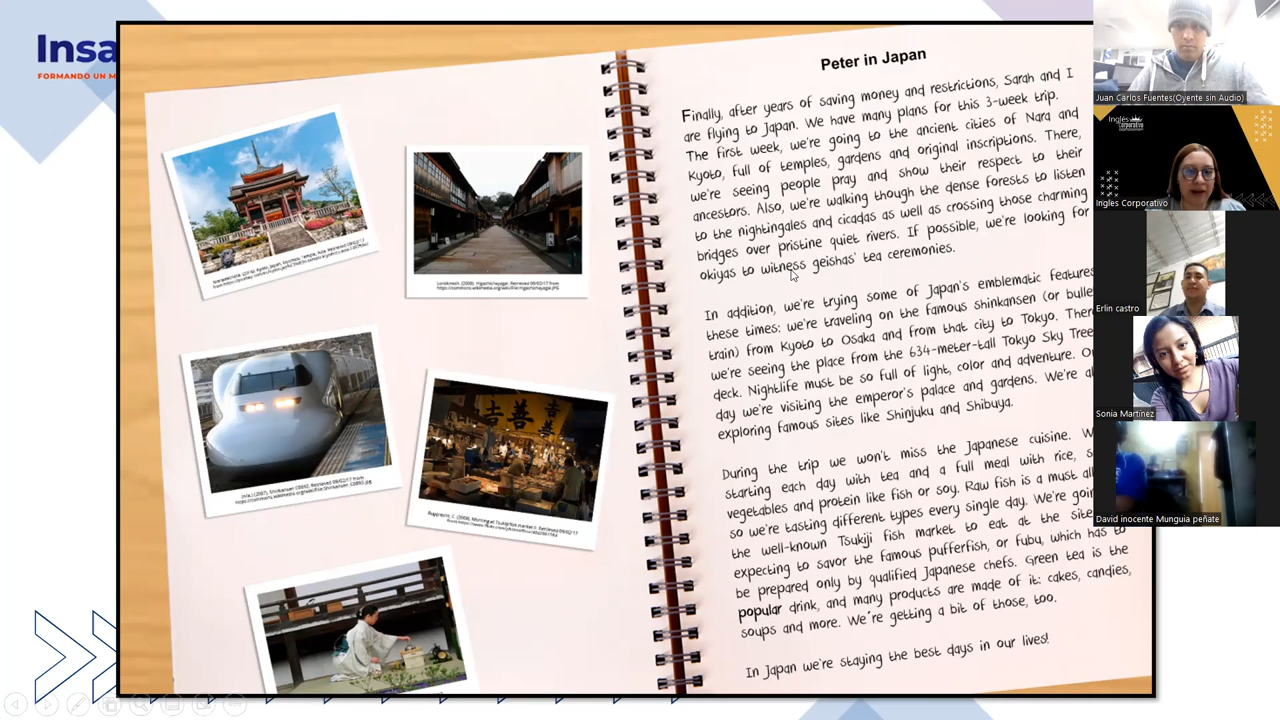 Insa
FORMANDO UN M
Peter in Japan
Finally, after years of saving money and restrictions, Sarah and I
are flying to Japan. We have many plans for this 3-week trip.
The first week, we're going to the ancient cities of Nara and
Kyoto, full of temples, gardens and original inscriptions. There,
we're seeing people pray and show their respect to their
ancestors. Also, we're walking though the dense forests to listen
to the nightingales and cicadas as well as crossing those charming
bridges over pristine quiet rivers. If possible, we're looking for
okiyas to witness geishas' tea ceremonies.
In addition, we're trying some of Japan's emblematic features
these times: we're traveling on the famous shinkansen (or bulle
train) from Kyoto to Osaka and from that city to Tokyo. Ther
we're seeing the place from the 634-meter-tall Tokyo Sky Tree
deck. Nightlife must be so full of light, color and adventure. O
day we're visiting the emperor's palace and gardens. We're al
exploring famous sites like Shinjuku and Shibuya.
During the trip we won't miss the Japanese cuisine. W
starting each day with tea and a full meal with rice, s
vegetables and protein like fish or soy. Raw fish is a must all
so we're tasting different types every single day. We're goin
the well-known Tsukiji fish market to eat at the site
expecting to savor the famous pufferfish, or fubu, which has to
be prepared only by qualified Japanese chefs. Green tea is the
popular drink, and many products are made of it: cakes, candies,
soups and more. We're getting a bit of those, too.
In Japan we're staying the best days in our lives!
Juan Carlos Fuentes(Oyente sin Audio)
Inglés
Corporativo
Ingles Corporativo
Erlin castro
Sonia Martínez
David inocente Munguia peñate